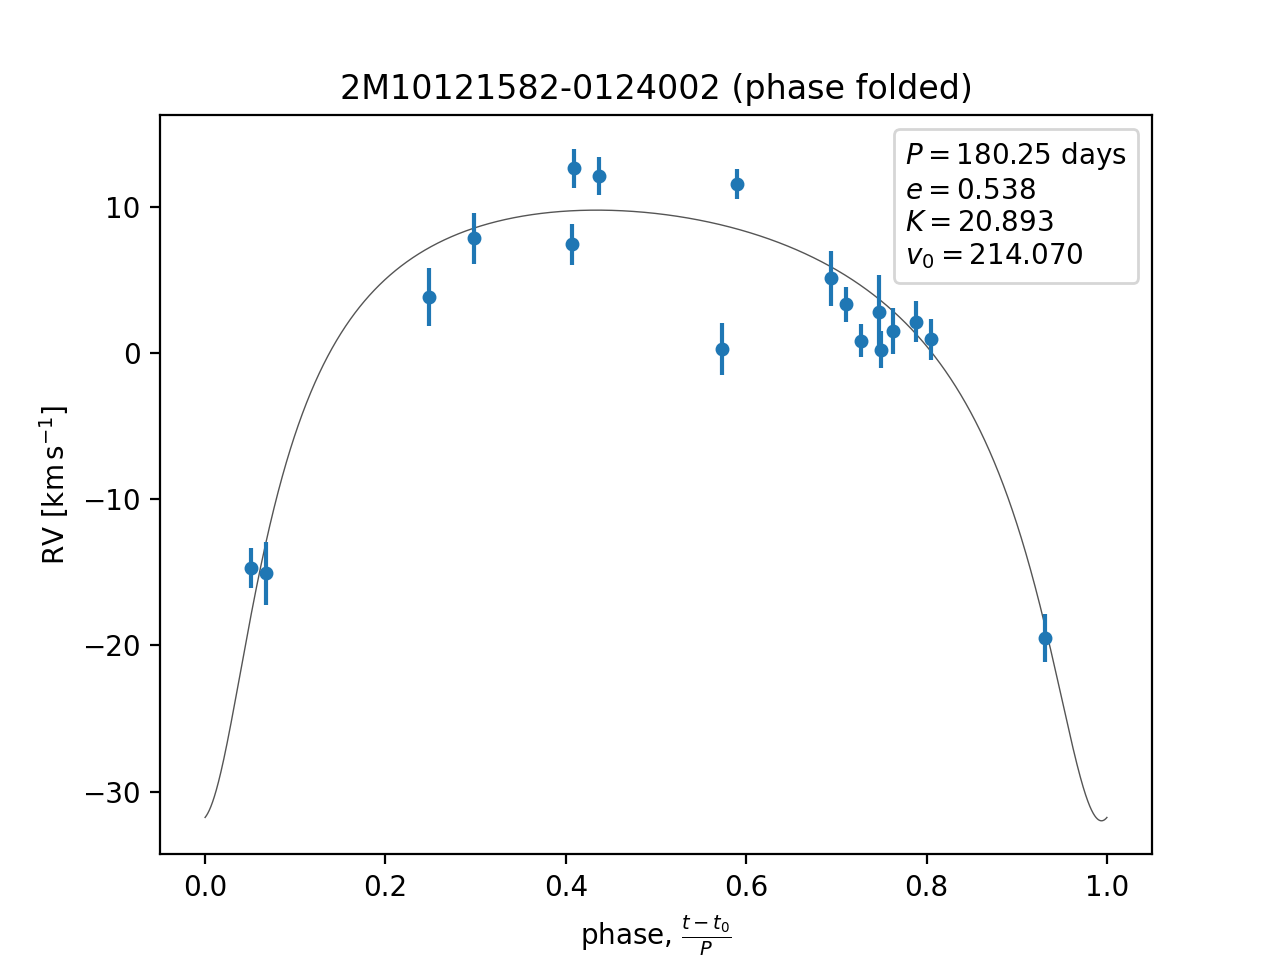 2M10121582-0124002 (phase folded)
P = 180.25 days
e = 0.538
K = 20.893
v₀ = 214.070
RV [km s⁻¹]
10
0
−10
−20
−30
0.0 0.2 0.4 0.6 0.8 1.0
phase, (t − t₀)/P